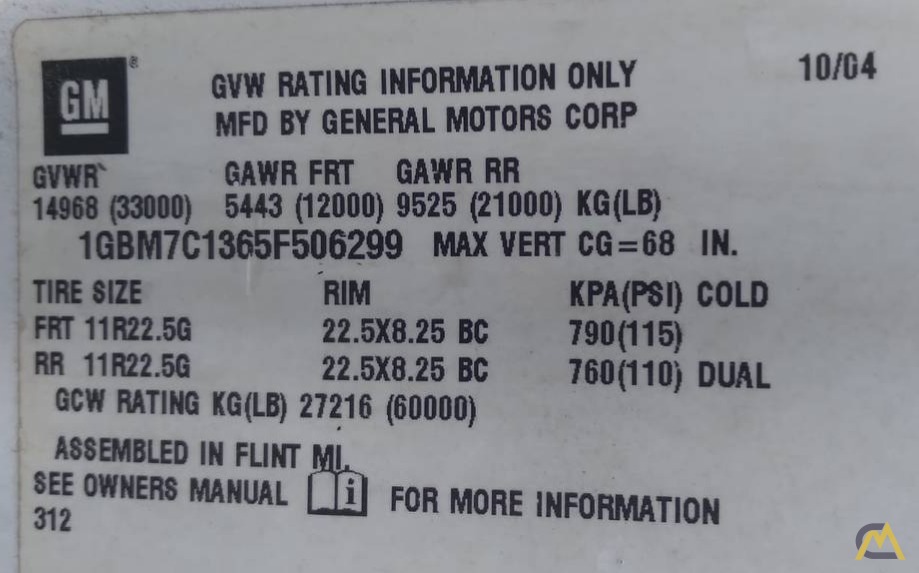 GM®
10/04
GVW RATING INFORMATION ONLY
MFD BY GENERAL MOTORS CORP
GVWR GAWR FRT GAWR RR
14968 (33000) 5443 (12000) 9525 (21000) KG(LB)
1GBM7C1365F506299 MAX VERT CG=68 IN.
TIRE SIZE RIM KPA(PSI) COLD
FRT 11R22.5G 22.5X8.25 BC 790(115)
RR 11R22.5G 22.5X8.25 BC 760(110) DUAL
GCW RATING KG(LB) 27216 (60000)
ASSEMBLED IN FLINT MI.
SEE OWNERS MANUAL i FOR MORE INFORMATION
312
CM